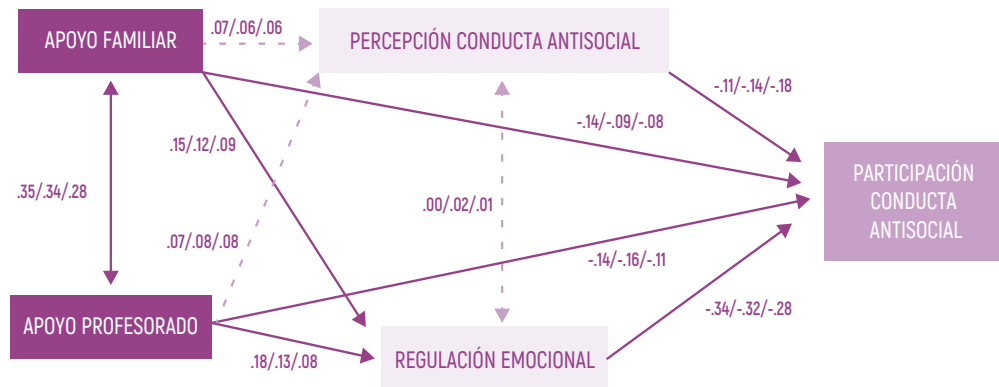 APOYO FAMILIAR
.07/.06/.06
PERCEPCIÓN CONDUCTA ANTISOCIAL
-.11/-.14/-.18
-.14/-.09/-.08
.15/.12/.09
.35/.34/.28
.00/.02/.01
PARTICIPACIÓN
CONDUCTA
ANTISOCIAL
.07/.08/.08
-.14/-.16/-.11
APOYO PROFESORADO
-.34/-.32/-.28
.18/.13/.08
REGULACIÓN EMOCIONAL